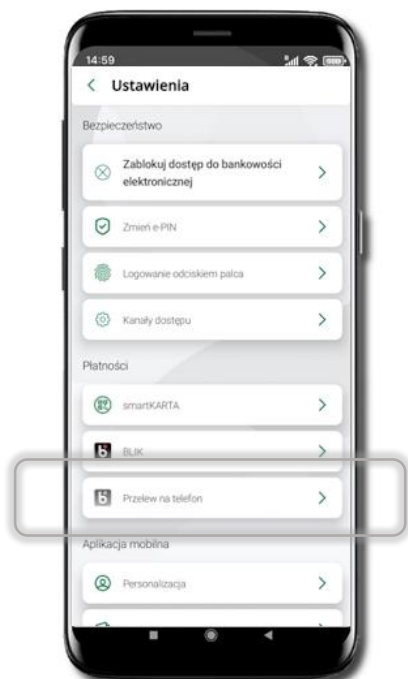 14:59
Ustawienia
Bezpieczeństwo
Zablokuj dostęp do bankowości
elektronicznej
Zmień e-PIN
Logowanie odciskiem palca
Kanały dostępu
Płatności
smartKARTA
BLIK
Przelew na telefon
Aplikacja mobilna
Personalizacja